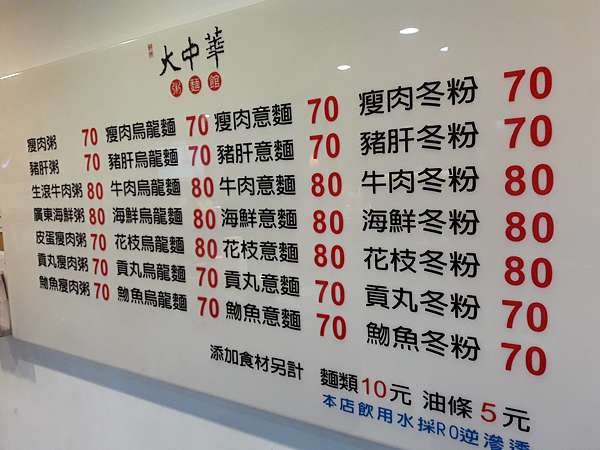 大中華
粥麵館
瘦肉粥 70 瘦肉烏龍麵 70 瘦肉意麵 70 瘦肉冬粉 70
豬肝粥 70 豬肝烏龍麵 70 豬肝意麵 70 豬肝冬粉 70
生滾牛肉粥 80 牛肉烏龍麵 80 牛肉意麵 80 牛肉冬粉 80
廣東海鮮粥 80 海鮮烏龍麵 80 海鮮意麵 80 海鮮冬粉 80
皮蛋瘦肉粥 70 花枝烏龍麵 80 花枝意麵 80 花枝冬粉 80
貢丸瘦肉粥 70 貢丸烏龍麵 70 貢丸意麵 70 貢丸冬粉 70
魩魚瘦肉粥 70 魩魚烏龍麵 70 魩魚意麵 70 魩魚冬粉 70
添加食材另計 麵類10元 油條5元
本店飲用水採RO逆滲透